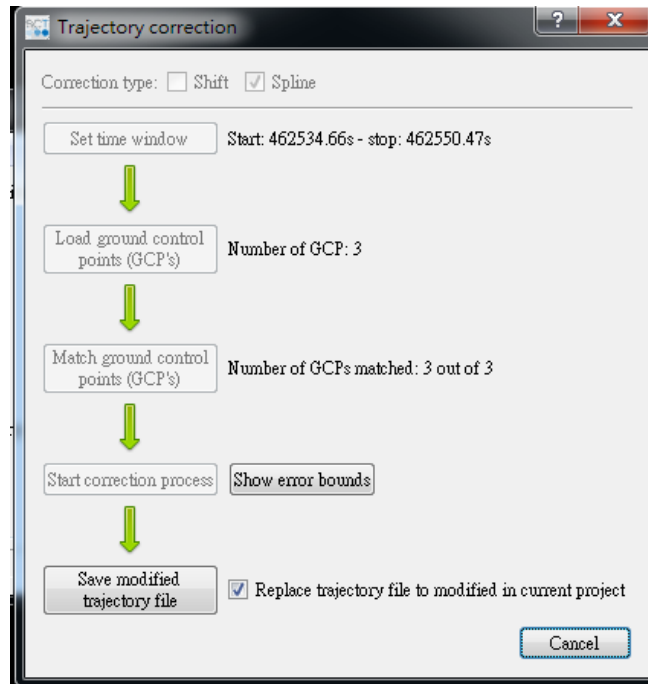 Trajectory correction
Correction type: Shift Spline
Set time window Start: 462534.66s - stop: 462550.47s
Load ground control
points (GCP's)
Number of GCP: 3
Match ground control
points (GCP's)
Number of GCPs matched: 3 out of 3
Start correction process Show error bounds
Save modified
trajectory file
Replace trajectory file to modified in current project
Cancel